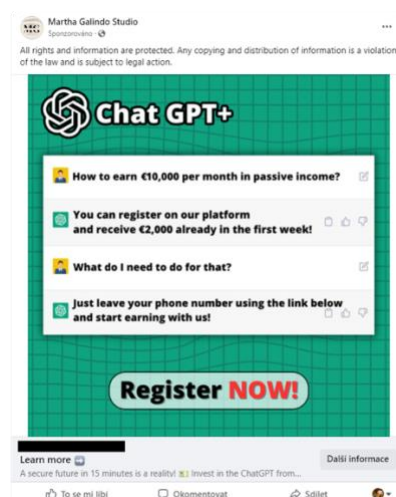 Martha Galindo Studio
Sponzorováno ·
All rights and information are protected. Any copying and distribution of information is a violation
of the law and is subject to legal action.
Chat GPT+
How to earn €10,000 per month in passive income?
You can register on our platform
and receive €2,000 already in the first week!
What do I need to do for that?
Just leave your phone number using the link below
and start earning with us!
Register NOW!
Learn more ➡️
Další informace
A secure future in 15 minutes is a reality! 💵 Invest in the ChatGPT from...
To se mi líbí
Okomentovat
Sdílet